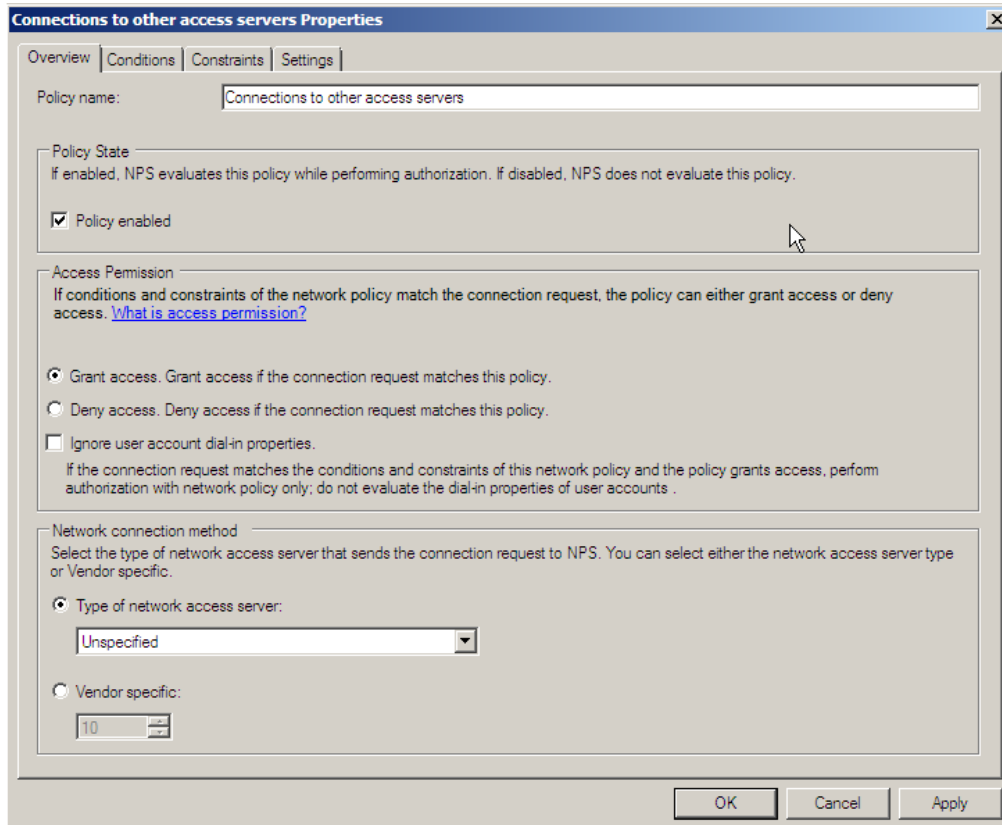 Connections to other access servers Properties
Overview Conditions Constraints Settings
Policy name: Connections to other access servers
Policy State
If enabled, NPS evaluates this policy while performing authorization. If disabled, NPS does not evaluate this policy.
Policy enabled
Access Permission
If conditions and constraints of the network policy match the connection request, the policy can either grant access or deny
access. What is access permission?
Grant access. Grant access if the connection request matches this policy.
Deny access. Deny access if the connection request matches this policy.
Ignore user account dial-in properties.
If the connection request matches the conditions and constraints of this network policy and the policy grants access, perform
authorization with network policy only; do not evaluate the dial-in properties of user accounts .
Network connection method
Select the type of network access server that sends the connection request to NPS. You can select either the network access server type
or Vendor specific.
Type of network access server:
Unspecified
Vendor specific:
10
OK Cancel Apply